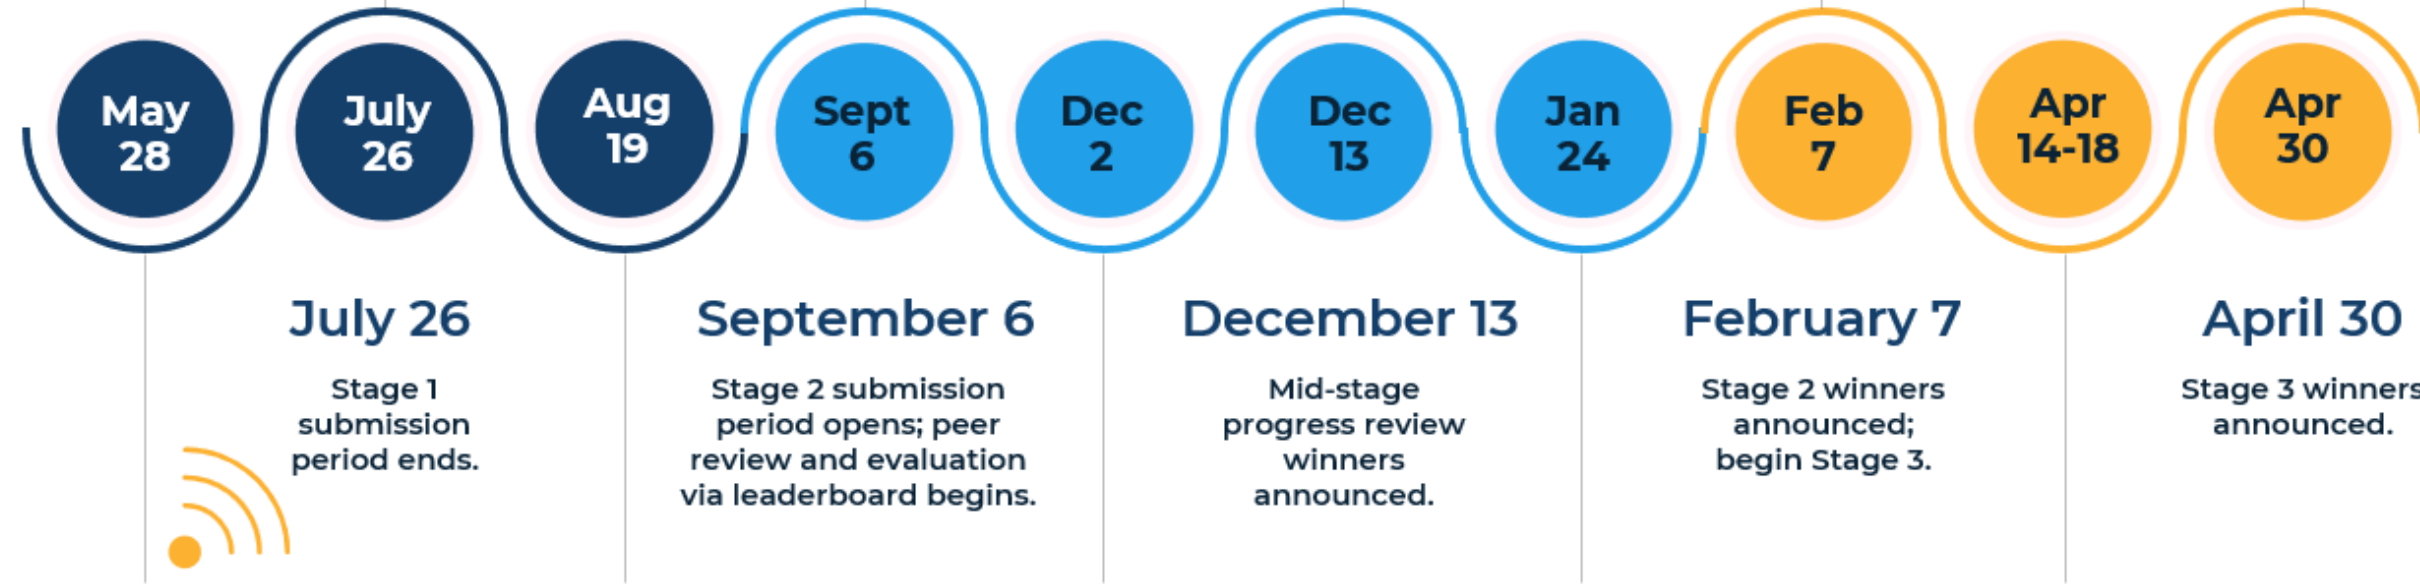 May
28
July
26
Aug
19
Sept
6
Dec
2
Dec
13
Jan
24
Feb
7
Apr
14-18
Apr
30
July 26
Stage 1
submission
period ends.
September 6
Stage 2 submission
period opens; peer
review and evaluation
via leaderboard begins.
December 13
Mid-stage
progress review
winners
announced.
February 7
Stage 2 winners
announced;
begin Stage 3.
April 30
Stage 3 winners
announced.